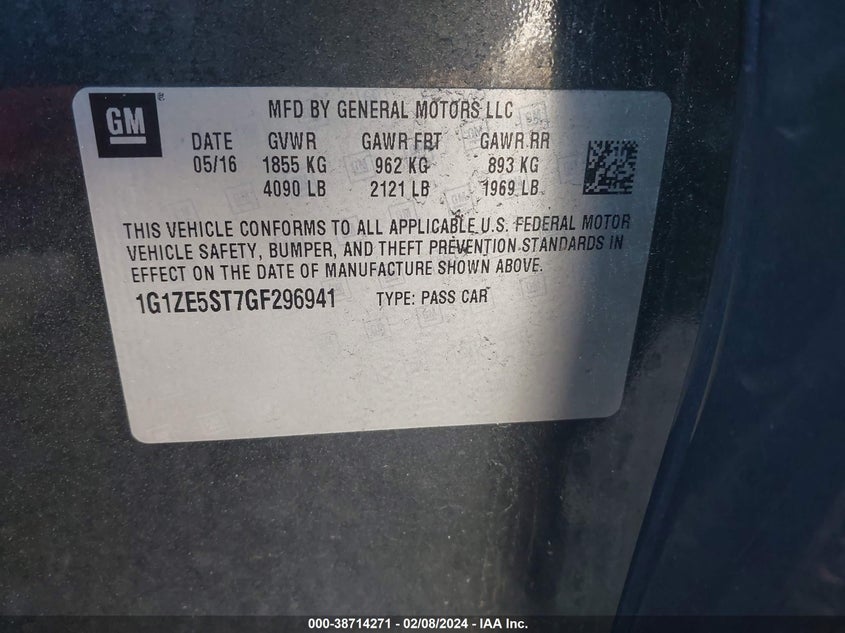 GM
®
MFD BY GENERAL MOTORS LLC
DATE GVWR GAWR FRT GAWR RR
05/16 1855 KG 962 KG 893 KG
4090 LB 2121 LB 1969 LB
THIS VEHICLE CONFORMS TO ALL APPLICABLE U.S. FEDERAL MOTOR
VEHICLE SAFETY, BUMPER, AND THEFT PREVENTION STANDARDS IN
EFFECT ON THE DATE OF MANUFACTURE SHOWN ABOVE.
1G1ZE5ST7GF296941 TYPE: PASS CAR
000-38714271 - 02/08/2024 - IAA Inc.